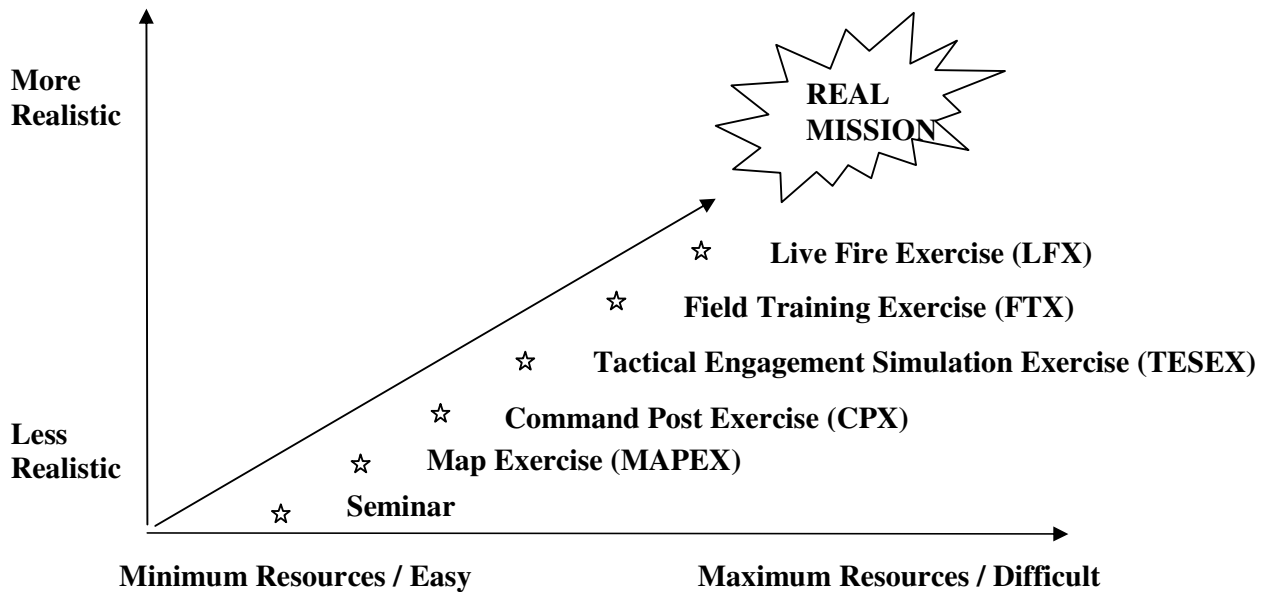 More
Realistic
REAL
MISSION
Live Fire Exercise (LFX)
Field Training Exercise (FTX)
Tactical Engagement Simulation Exercise (TESEX)
Command Post Exercise (CPX)
Less
Realistic
Map Exercise (MAPEX)
Seminar
Minimum Resources / Easy
Maximum Resources / Difficult